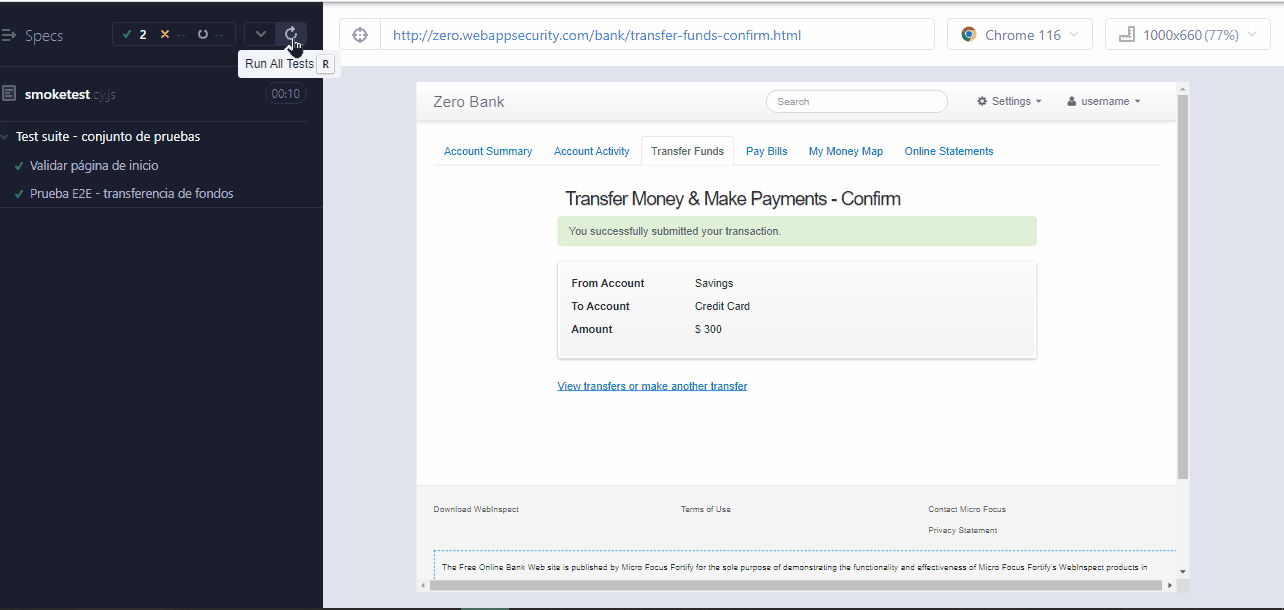 Specs 2 -- --
Run All Tests R
smoketest.cy.js 00:10
Test suite - conjunto de pruebas
Validar página de inicio
Prueba E2E - transferencia de fondos
http://zero.webappsecurity.com/bank/transfer-funds-confirm.html Chrome 116 1000x660 (77%)
Zero Bank Search Settings username
Account Summary Account Activity Transfer Funds Pay Bills My Money Map Online Statements
Transfer Money & Make Payments - Confirm
You successfully submitted your transaction.
From Account Savings
To Account Credit Card
Amount $ 300
View transfers or make another transfer
Download WebInspect Terms of Use Contact Micro Focus
Privacy Statement
The Free Online Bank Web site is published by Micro Focus Fortify for the sole purpose of demonstrating the functionality and effectiveness of Micro Focus Fortify's WebInspect products in